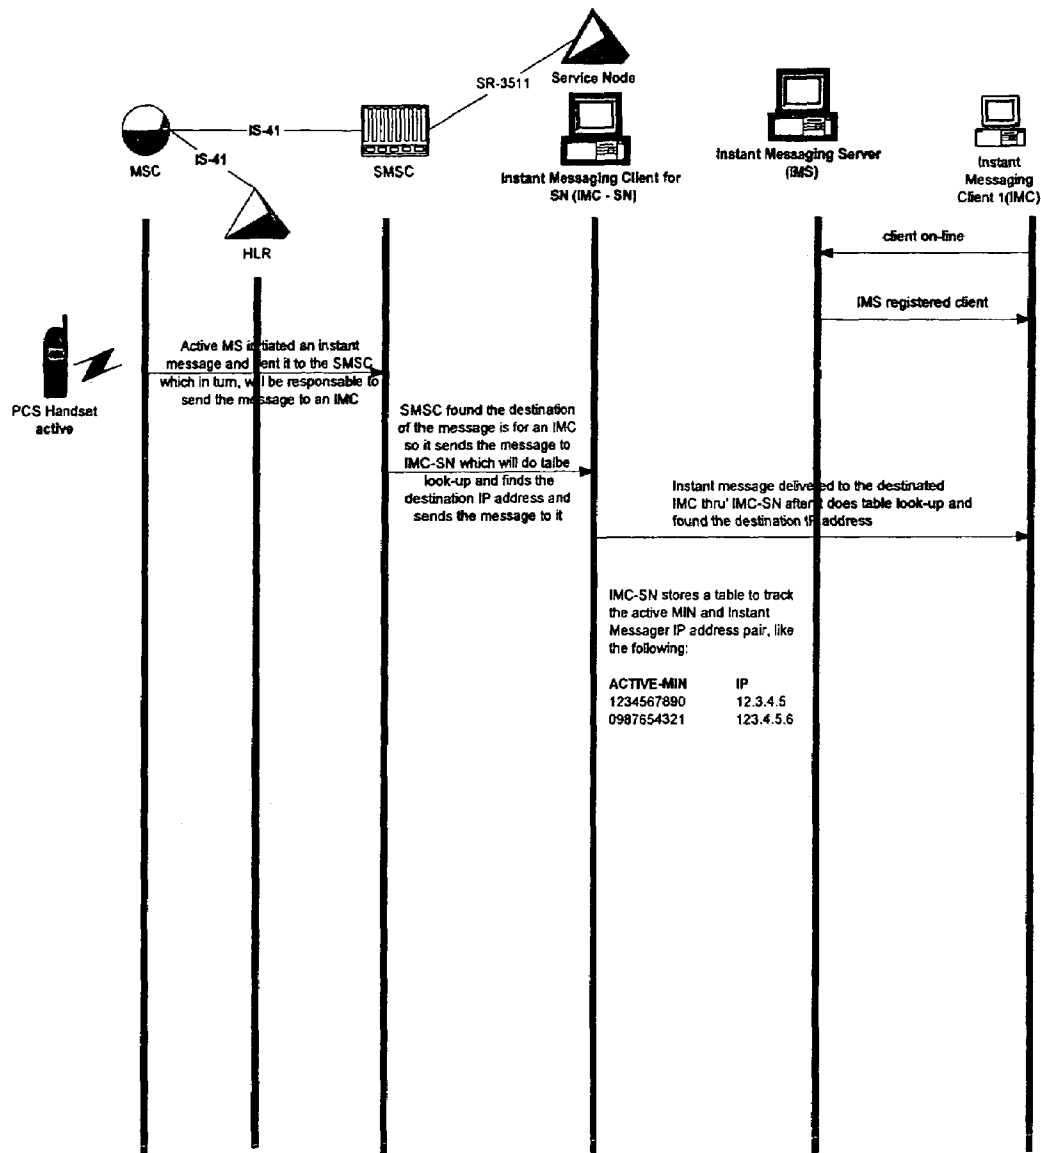 SR-3511
Service Node
IS-41
IS-41
MSC
SMSC
HLR
Instant Messaging Client for
SN (IMC - SN)
Instant Messaging Server
(IMS)
Instant
Messaging
Client 1(IMC)
client on-line
IMS registered client
PCS Handset
active
Active MS initiated an instant
message and sent it to the SMSC
which in turn, will be responsable to
send the message to an IMC
SMSC found the destination
of the message is for an IMC
so it sends the message to
IMC-SN which will do talbe
look-up and finds the
destination IP address and
sends the message to it
Instant message delivered to the destinated
IMC thru' IMC-SN after it does table look-up and
found the destination IP address
IMC-SN stores a table to track
the active MIN and Instant
Messager IP address pair, like
the following:
ACTIVE-MIN IP
1234567890 12.3.4.5
0987654321 123.4.5.6